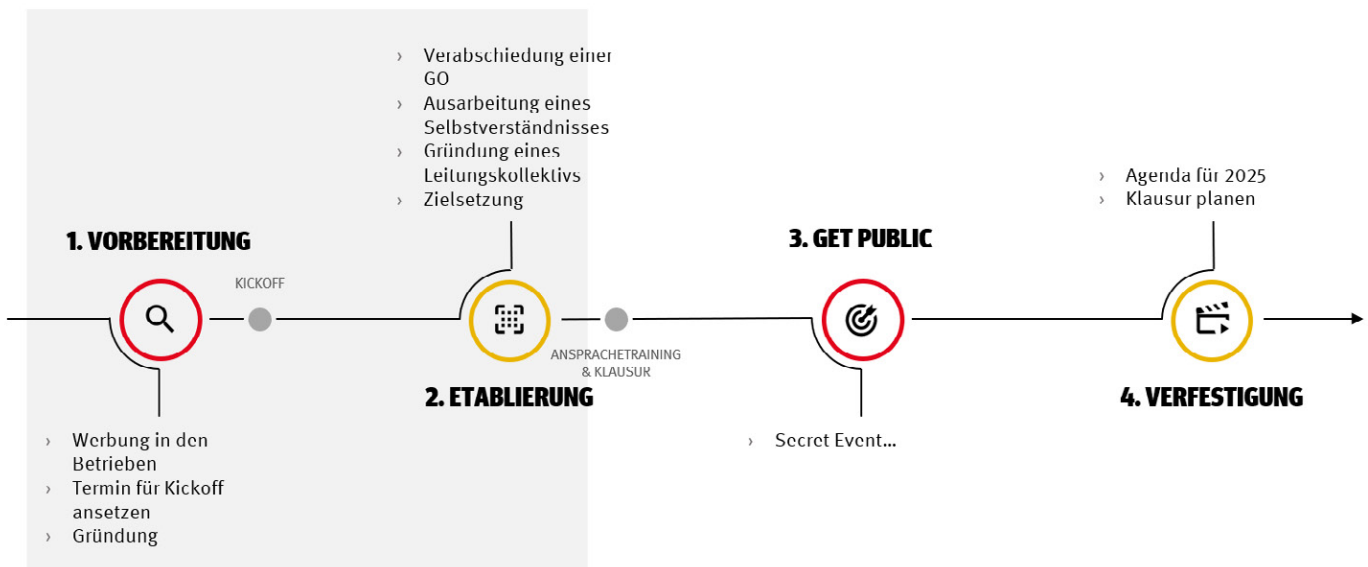 1. VORBEREITUNG
› Werbung in den
Betrieben
› Termin für Kickoff
ansetzen
› Gründung
KICKOFF
› Verabschiedung einer
GO
› Ausarbeitung eines
Selbstverständnisses
› Gründung eines
Leitungskollektivs
› Zielsetzung
2. ETABLIERUNG
ANSPRACHETRAINING
& KLAUSUR
3. GET PUBLIC
› Secret Event...
› Agenda für 2025
› Klausur planen
4. VERFESTIGUNG